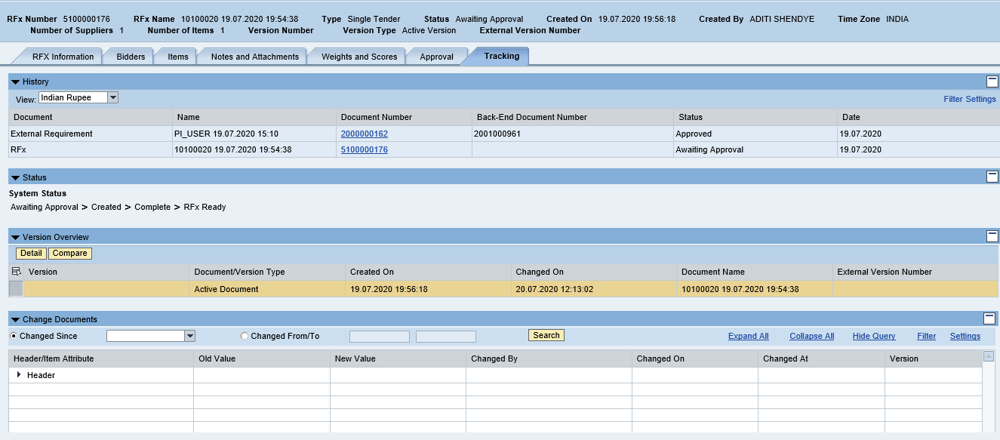 RFx Number 5100000176 RFx Name 10100020 19.07.2020 19:54:38 Type Single Tender Status Awaiting Approval Created On 19.07.2020 19:56:18 Created By ADITI SHENDYE Time Zone INDIA
Number of Suppliers 1 Number of Items 1 Version Number Version Type Active Version External Version Number
RFX Information Bidders Items Notes and Attachments Weights and Scores Approval Tracking
History
View: Indian Rupee Filter Settings
Document Name Document Number Back-End Document Number Status Date
External Requirement PI_USER 19.07.2020 15:10 2000000162 2001000961 Approved 19.07.2020
RFx 10100020 19.07.2020 19:54:38 5100000176 Awaiting Approval 19.07.2020
Status
System Status
Awaiting Approval > Created > Complete > RFx Ready
Version Overview
Detail Compare
Version Document/Version Type Created On Changed On Document Name External Version Number
Active Document 19.07.2020 19:56:18 20.07.2020 12:13:02 10100020 19.07.2020 19:54:38
Change Documents
Changed Since Changed From/To Search Expand All Collapse All Hide Query Filter Settings
Header/Item Attribute Old Value New Value Changed By Changed On Changed At Version
Header